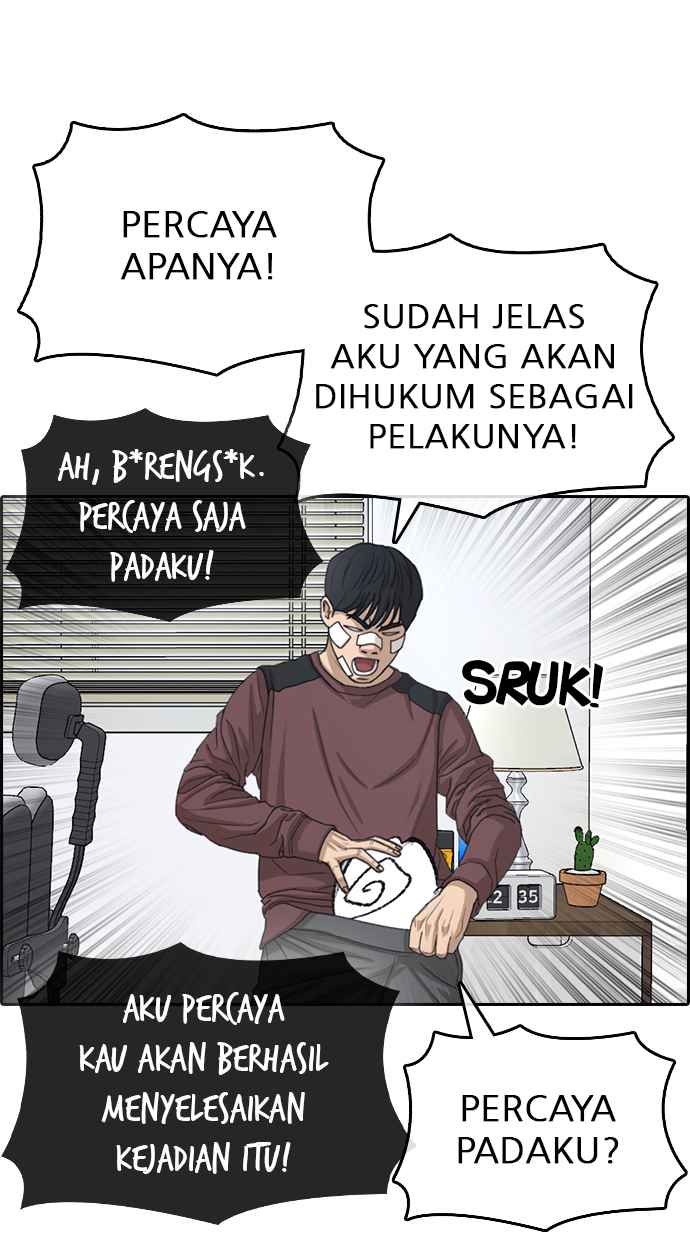 PERCAYA
APANYA!
SUDAH JELAS
AKU YANG AKAN
DIHUKUM SEBAGAI
PELAKUNYA!
AH, B*RENGS*K.
PERCAYA SAJA
PADAKU!
SRUK!
12 35
AKU PERCAYA
KAU AKAN BERHASIL
MENYELESAIKAN
KEJADIAN ITU!
PERCAYA
PADAKU?